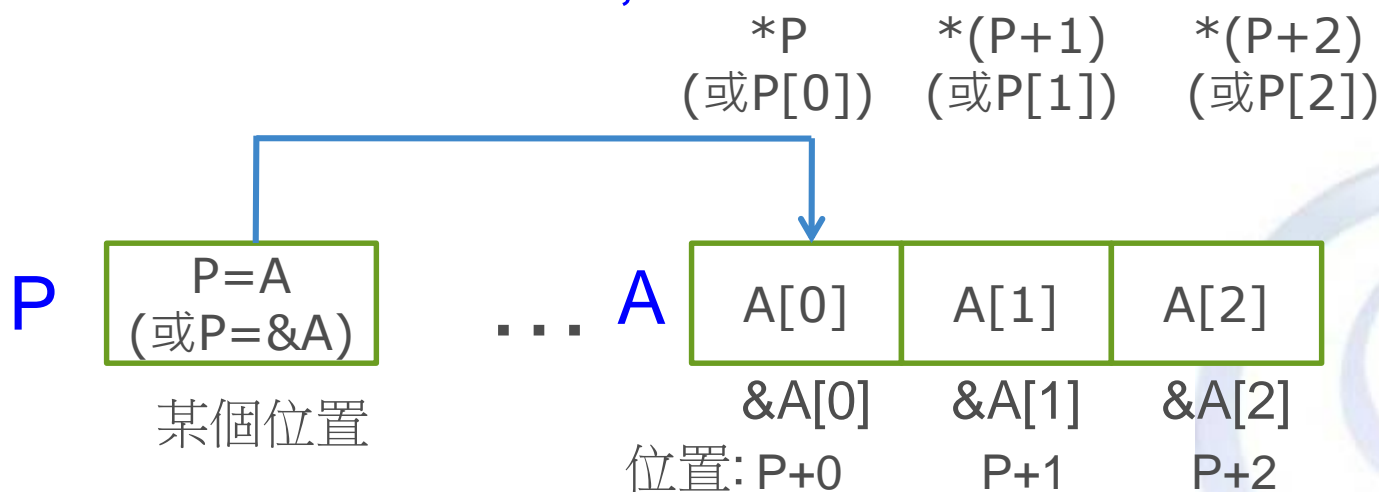 *P *(P+1) *(P+2)
(或P[0]) (或P[1]) (或P[2])
P P=A
(或P=&A) ... A A[0] A[1] A[2]
某個位置 &A[0] &A[1] &A[2]
位置: P+0 P+1 P+2